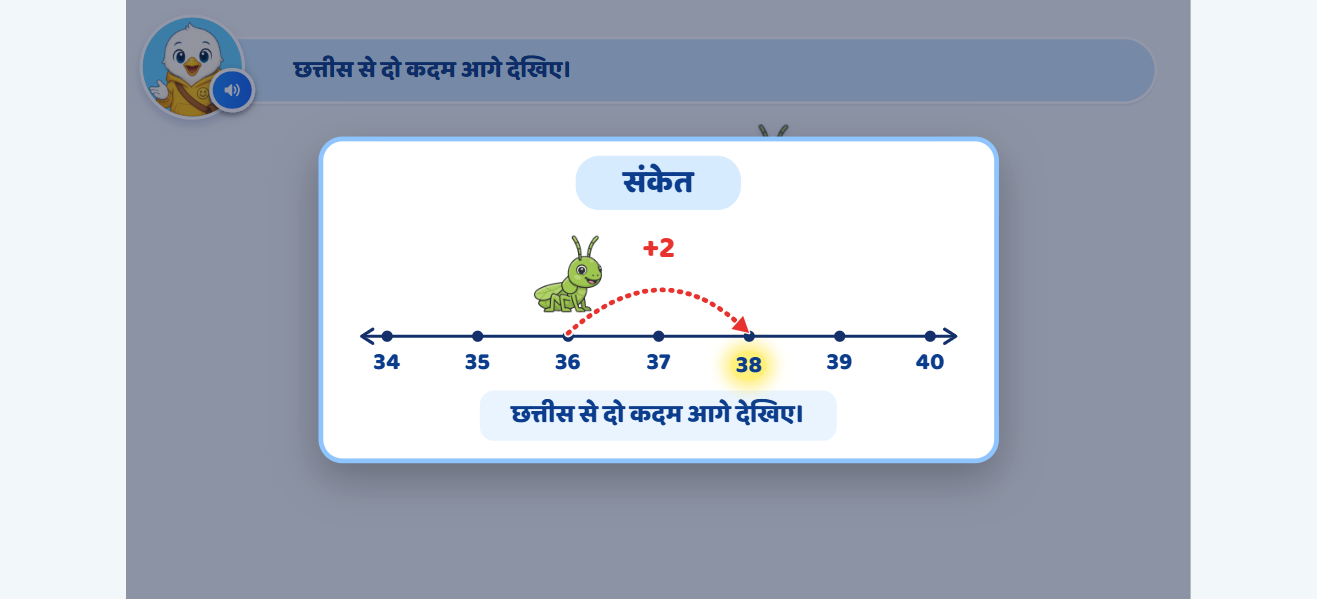 छत्तीस से दो कदम आगे देखिए।
संकेत
+2
34 35 36 37 38 39 40
छत्तीस से दो कदम आगे देखिए।